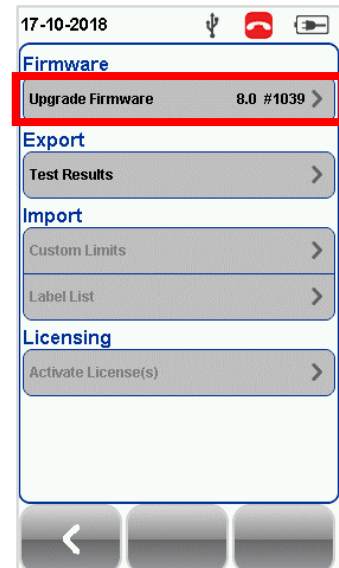 17-10-2018
Firmware
Upgrade Firmware 8.0 #1039
Export
Test Results
Import
Custom Limits
Label List
Licensing
Activate License(s)